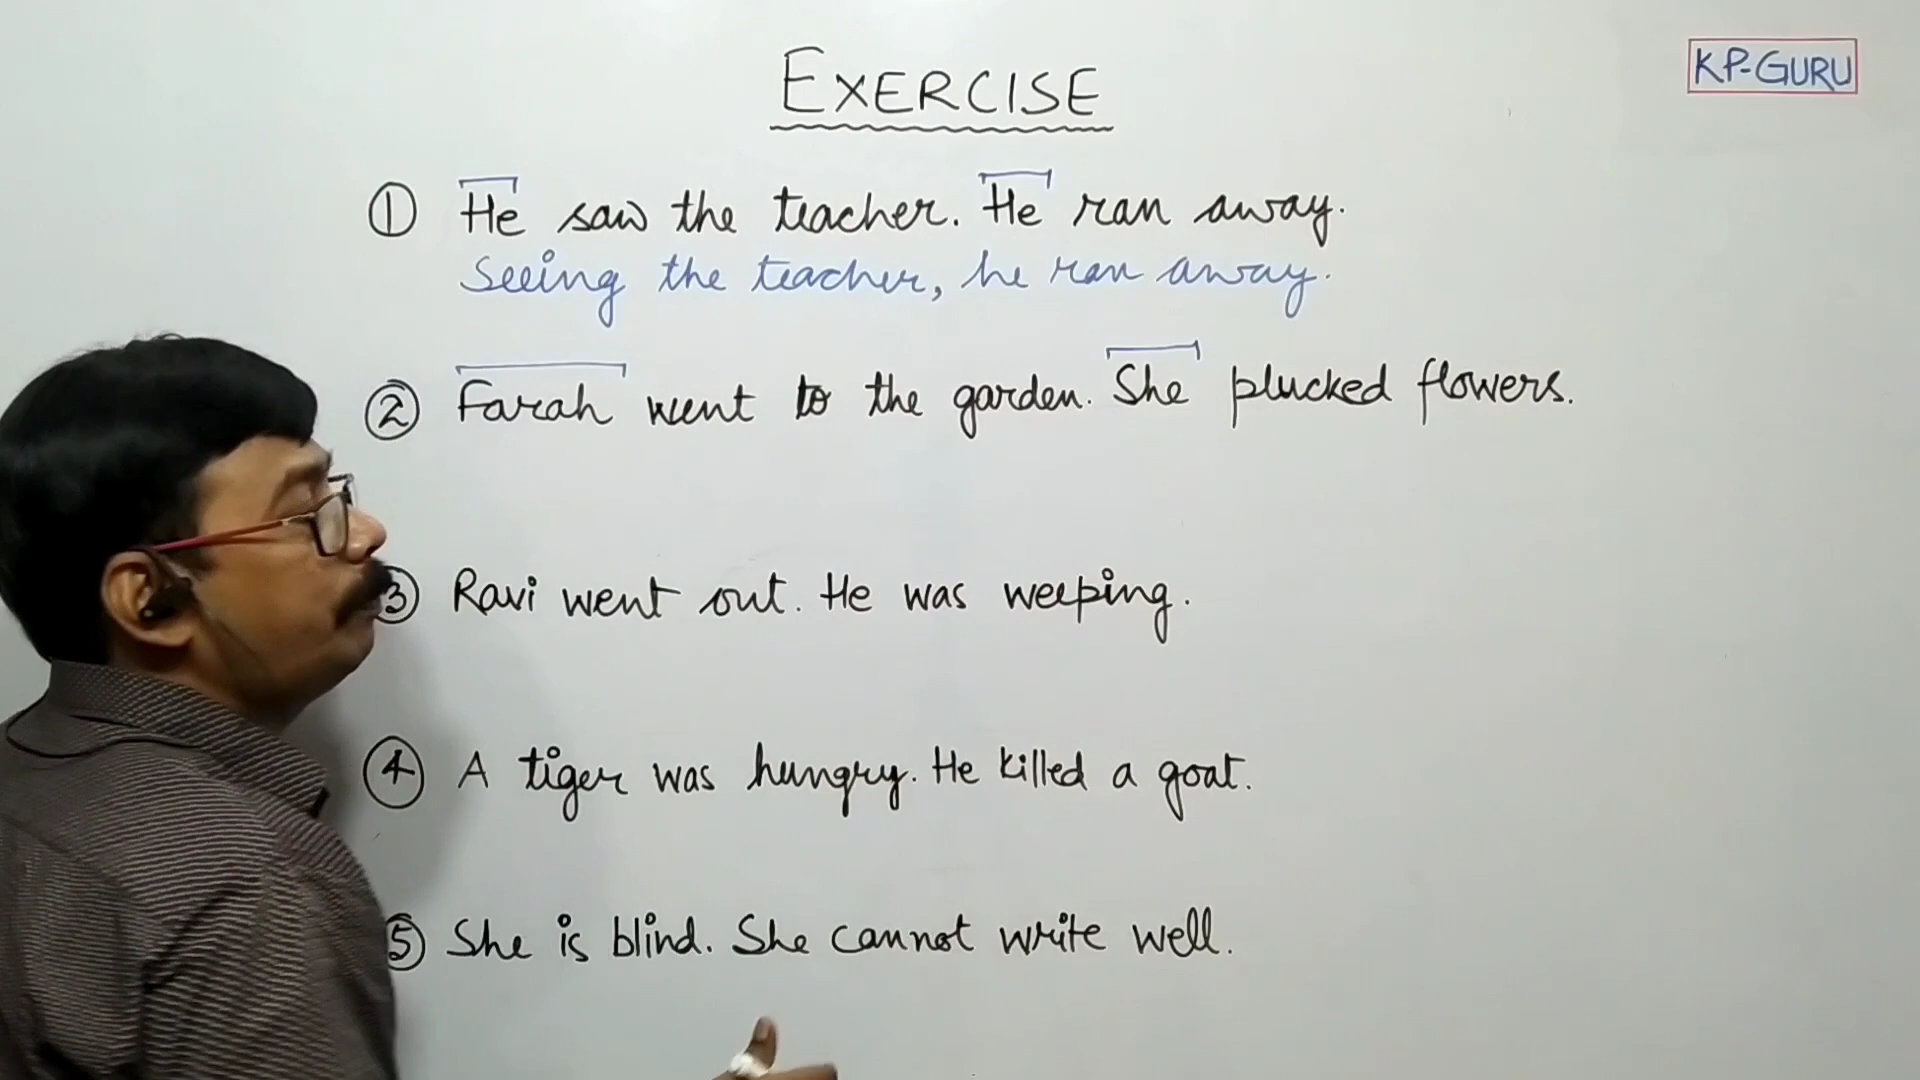 EXERCISE
KP-GURU
① He saw the teacher. He ran away.
Seeing the teacher, he ran away.
② Farah went to the garden. She plucked flowers.
③ Ravi went out. He was weeping.
④ A tiger was hungry. He killed a goat.
⑤ She is blind. She cannot write well.